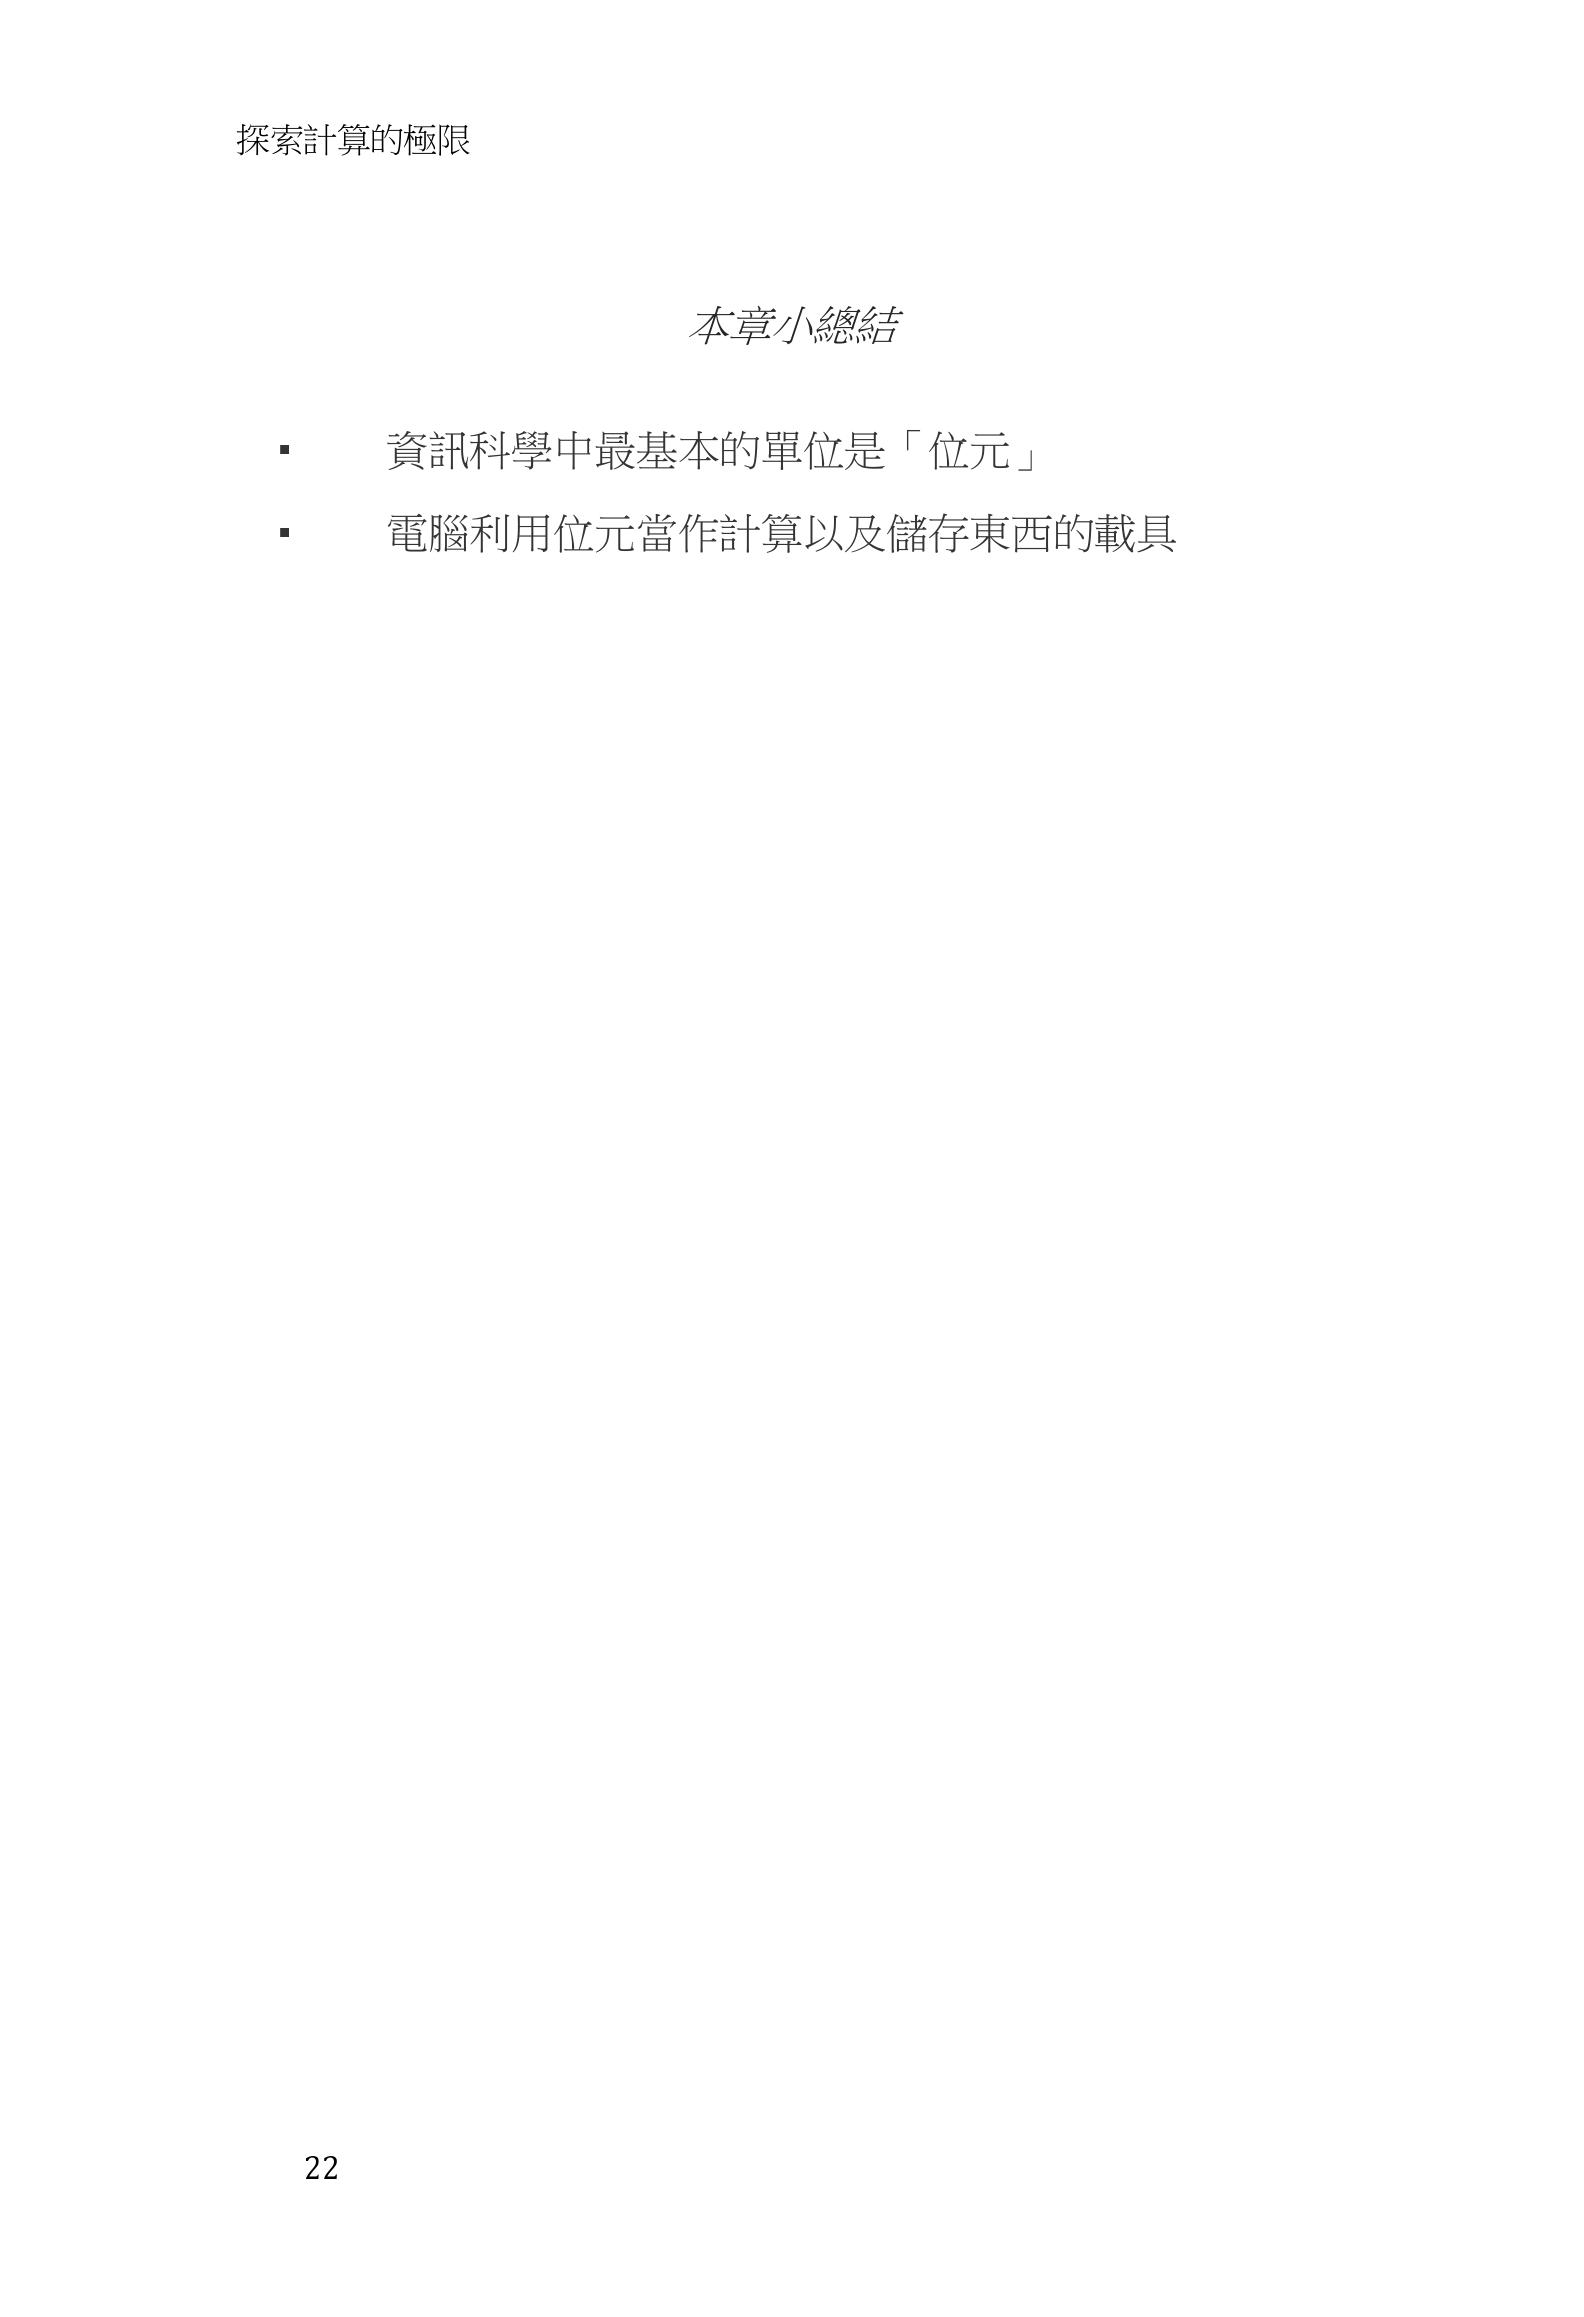 探索計算的極限
本章小總結
▪ 資訊科學中最基本的單位是「位元」
▪ 電腦利用位元當作計算以及儲存東西的載具
22